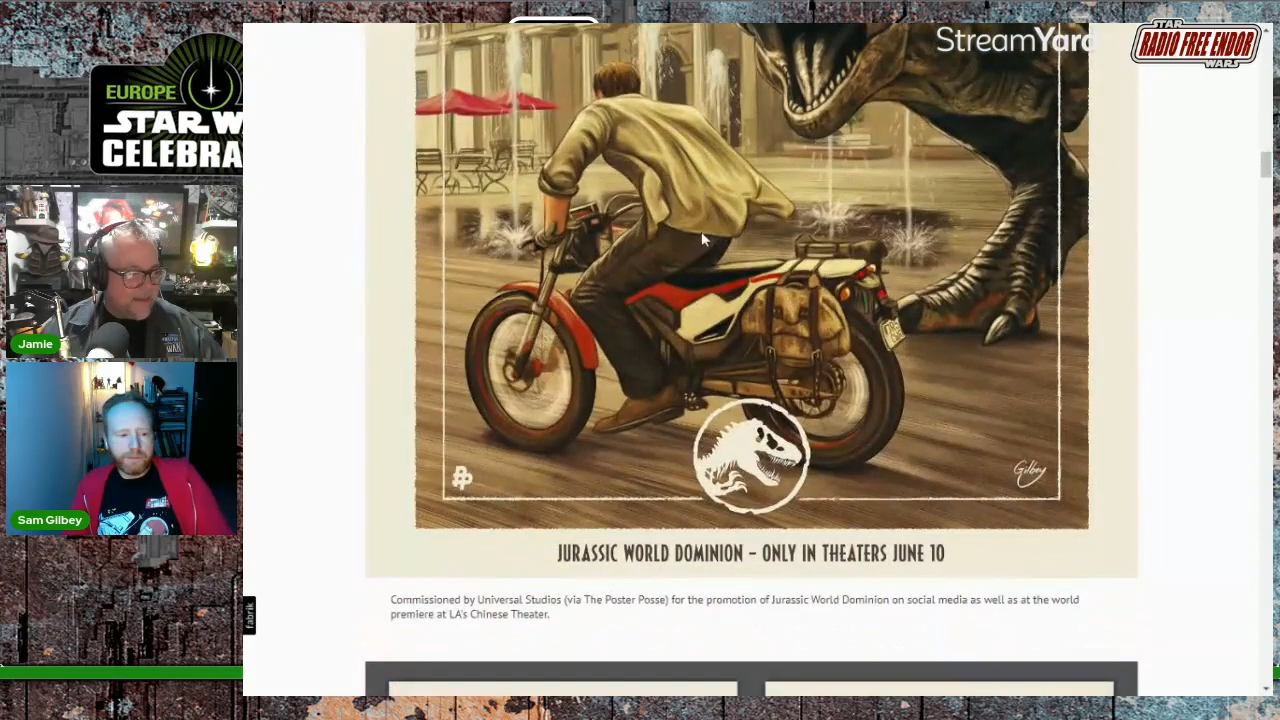 StreamYard
STAR
RADIO FREE ENDOR
WARS
EUROPE
STAR W
CELEBRA
Jamie
Sam Gilbey
Gilbey
JURASSIC WORLD DOMINION – ONLY IN THEATERS JUNE 10
Commissioned by Universal Studios (via The Poster Posse) for the promotion of Jurassic World Dominion on social media as well as at the world
premiere at LA's Chinese Theater.
fabrik